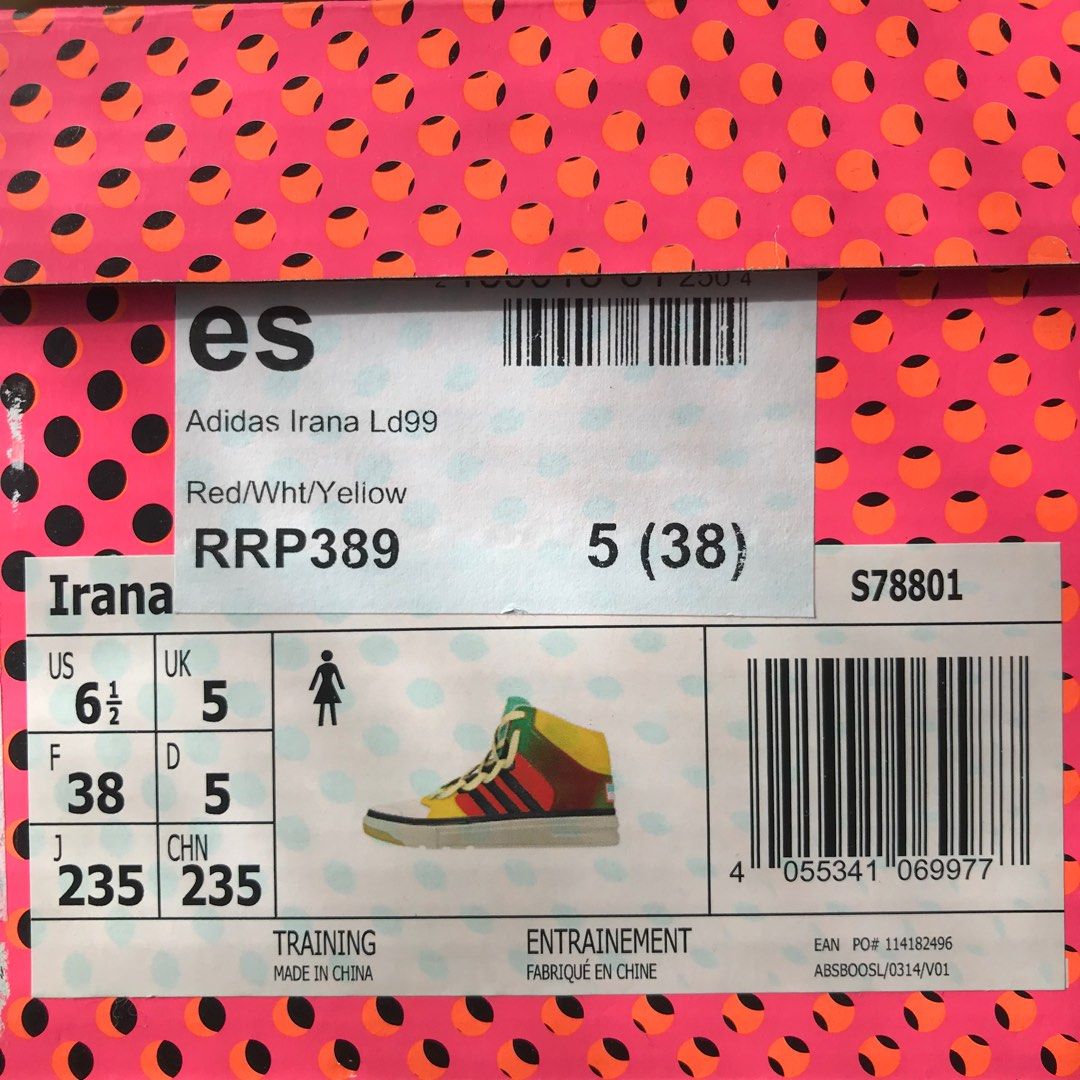 es
Adidas Irana Ld99
Red/Wht/Yellow
RRP389 5 (38)
Irana S78801
US 6½ UK 5
F 38 D 5
J 235 CHN 235
4 055341 069977
TRAINING ENTRAINEMENT
MADE IN CHINA FABRIQUÉ EN CHINE
EAN PO# 114182496
ABSBOOSL/0314/V01